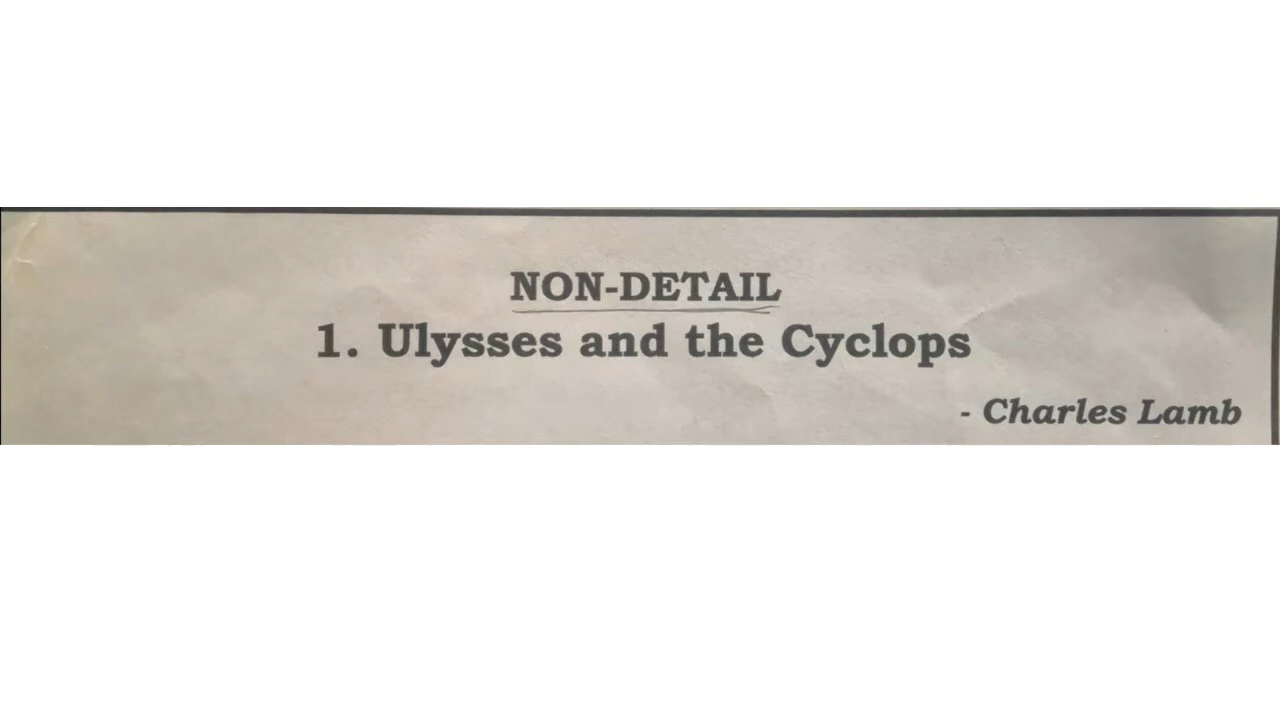 NON-DETAIL
1. Ulysses and the Cyclops
- Charles Lamb